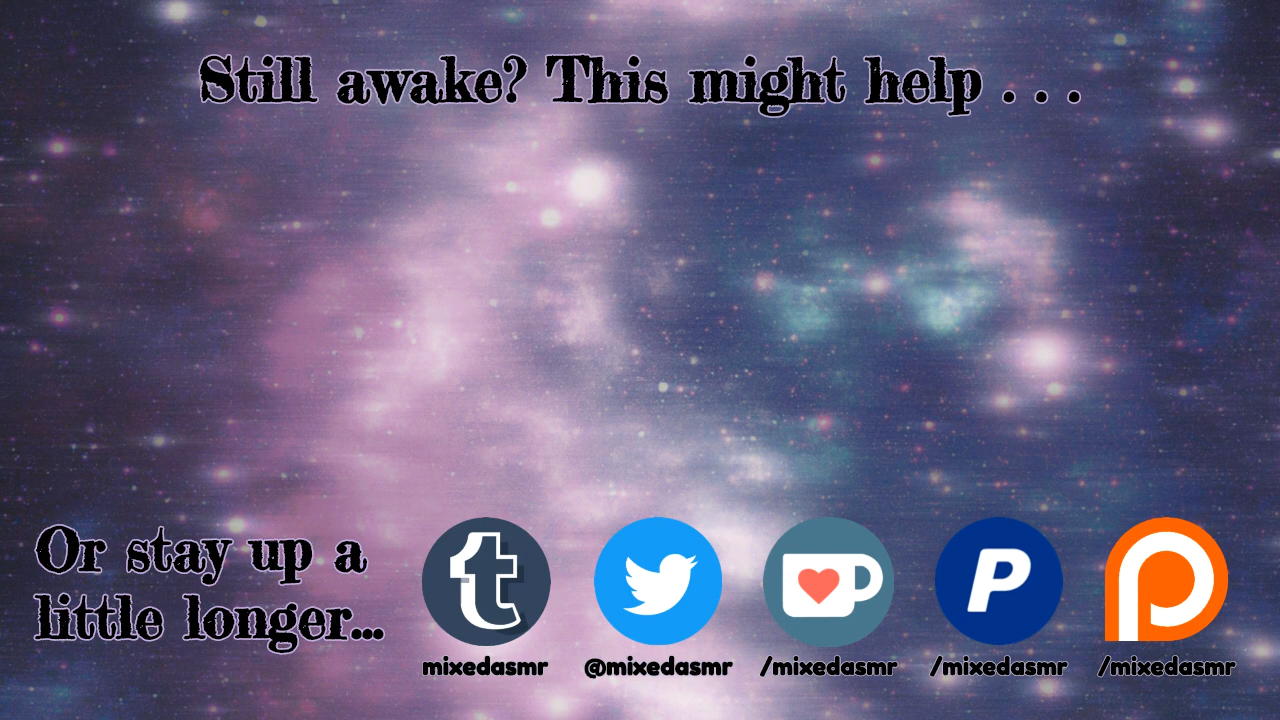 Still awake? This might help . . .
Or stay up a
little longer...
mixedasmr
@mixedasmr
/mixedasmr
/mixedasmr
/mixedasmr